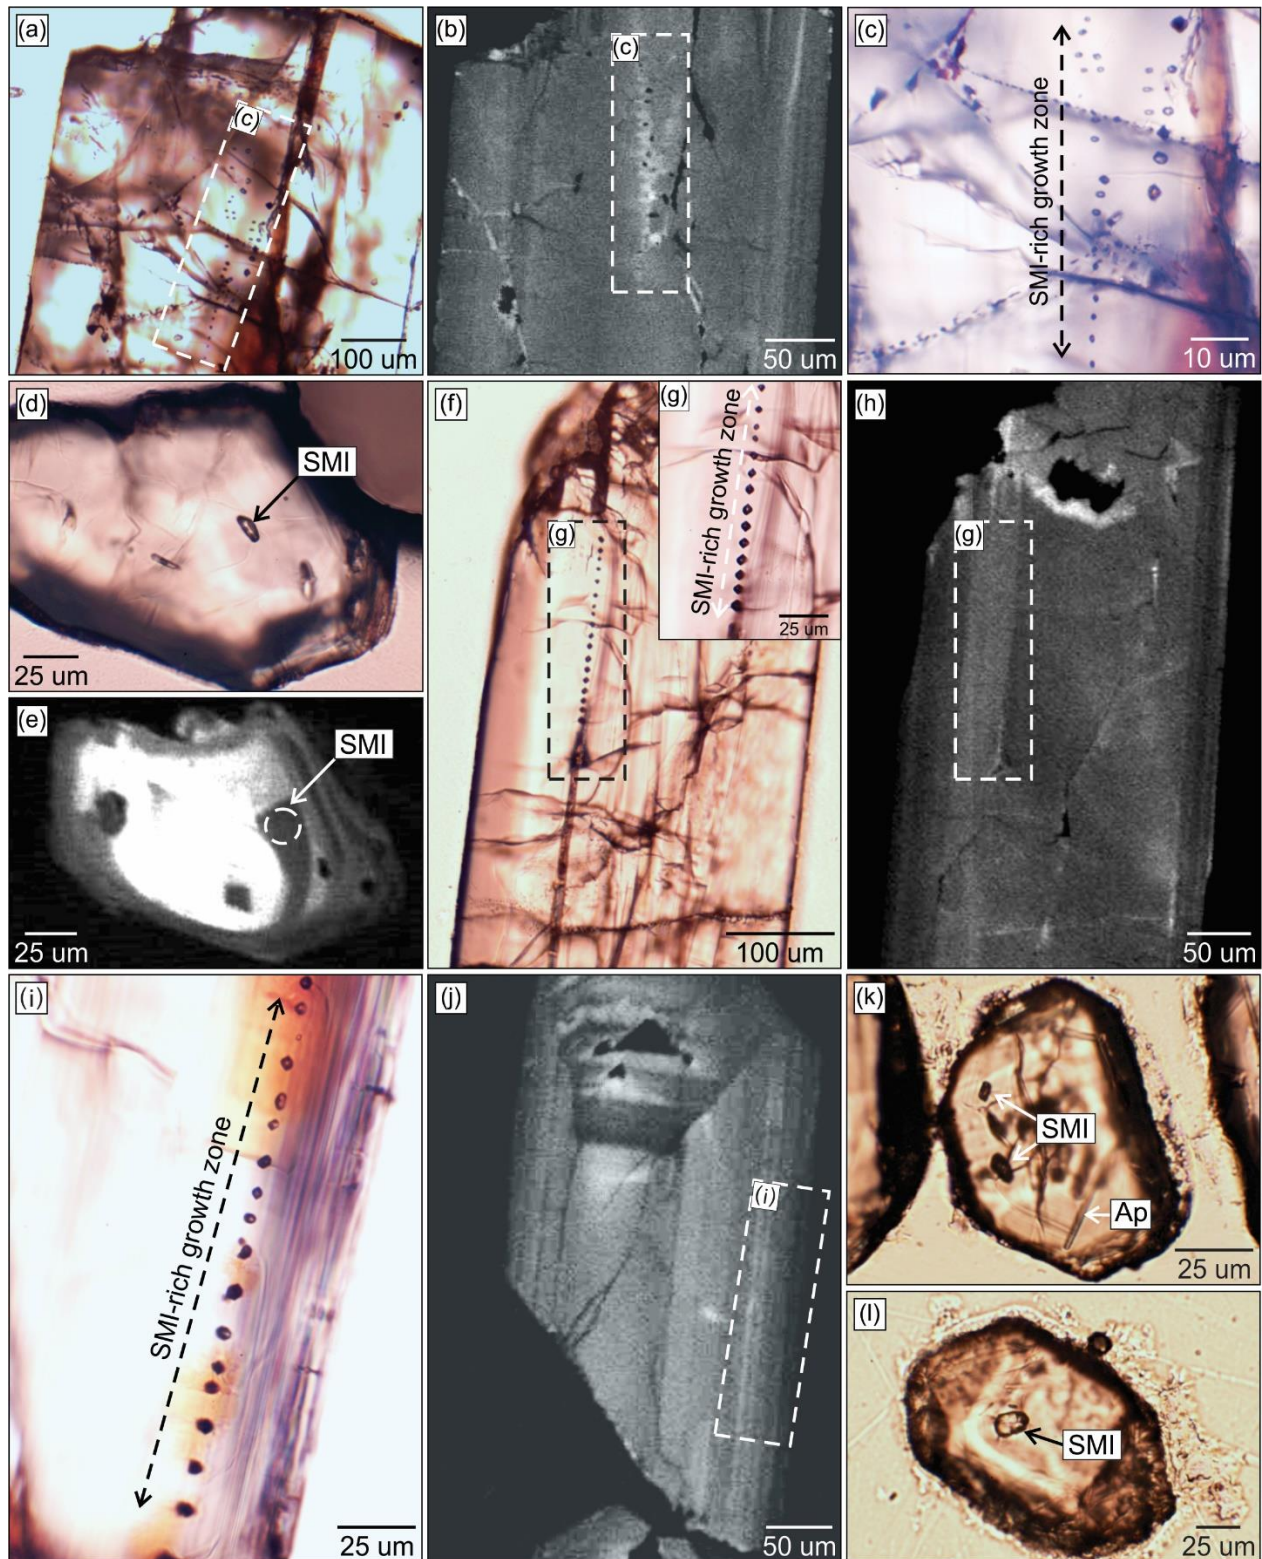 (a)
(c)
100 um
(b)
(c)
50 um
(c)
SMI-rich growth zone
10 um
(d)
SMI
25 um
(e)
SMI
25 um
(f)
(g)
100 um
(g)
SMI-rich growth zone
25 um
(h)
(g)
50 um
(i)
SMI-rich growth zone
25 um
(j)
(i)
50 um
(k)
SMI
Ap
25 um
(l)
SMI
25 um